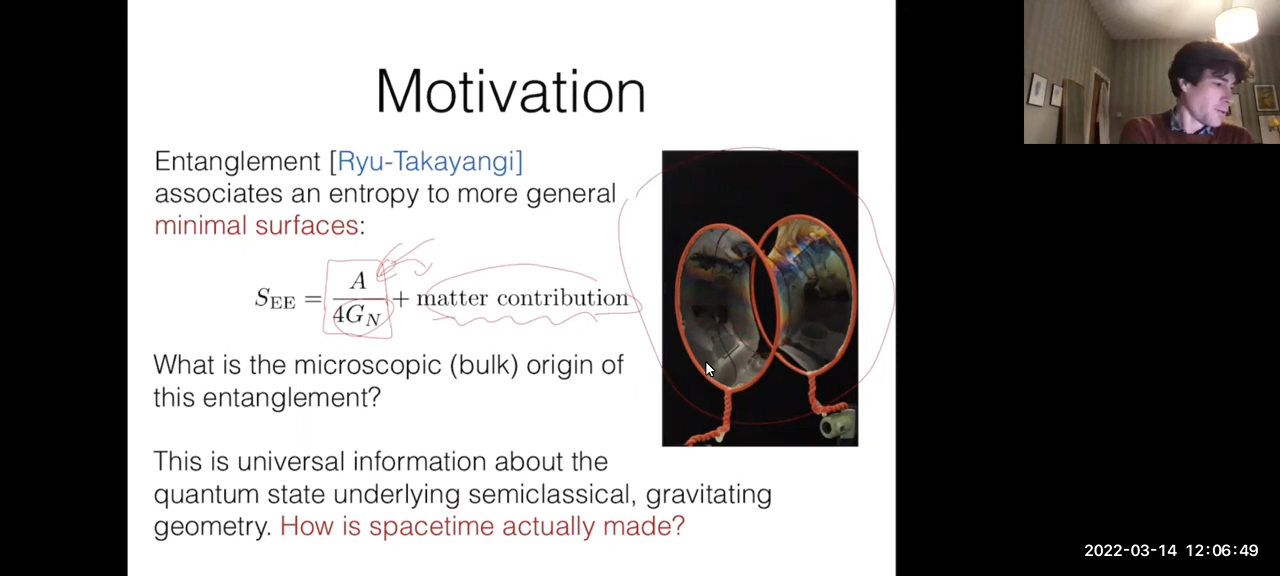 Motivation
Entanglement [Ryu-Takayangi]
associates an entropy to more general
minimal surfaces:
S_EE = A / 4G_N + matter contribution
What is the microscopic (bulk) origin of
this entanglement?
This is universal information about the
quantum state underlying semiclassical, gravitating
geometry. How is spacetime actually made?
2022-03-14 12:06:49